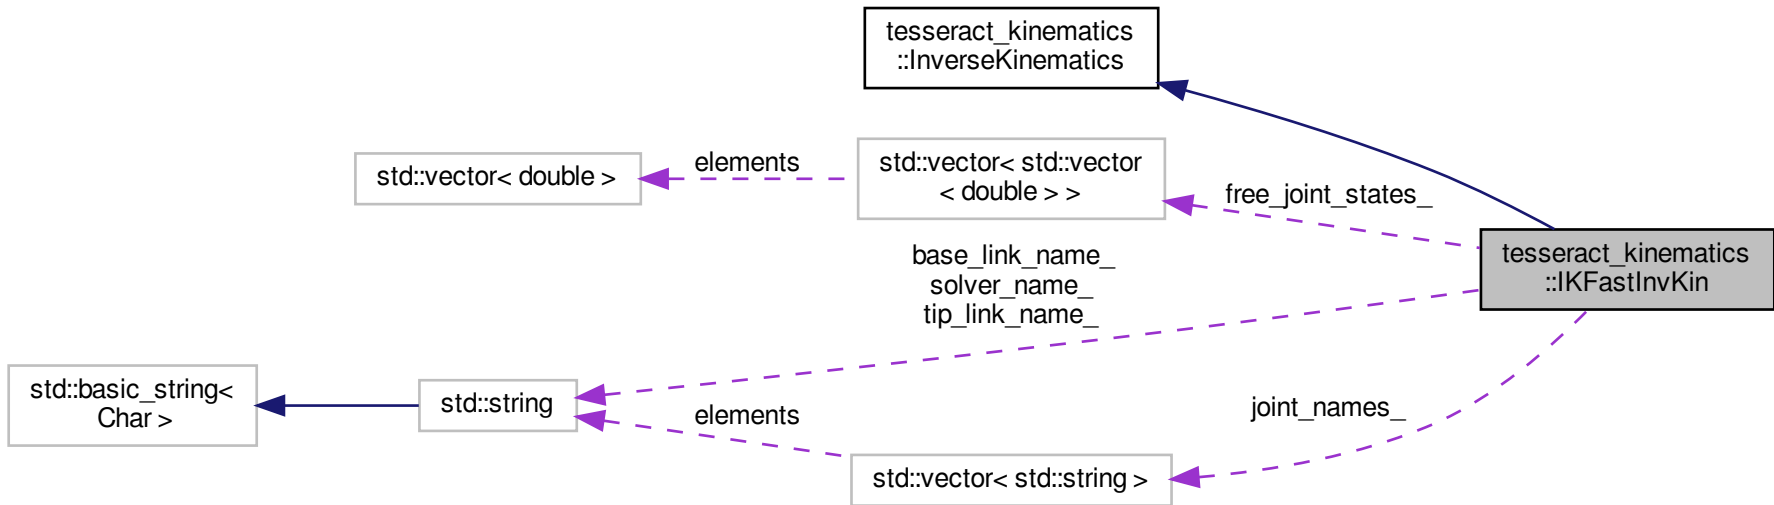 tesseract_kinematics
::InverseKinematics
std::vector< double >
elements
std::vector< std::vector
< double > >
free_joint_states_
tesseract_kinematics
::IKFastInvKin
base_link_name_
solver_name_
tip_link_name_
std::basic_string<
Char >
std::string
elements
joint_names_
std::vector< std::string >